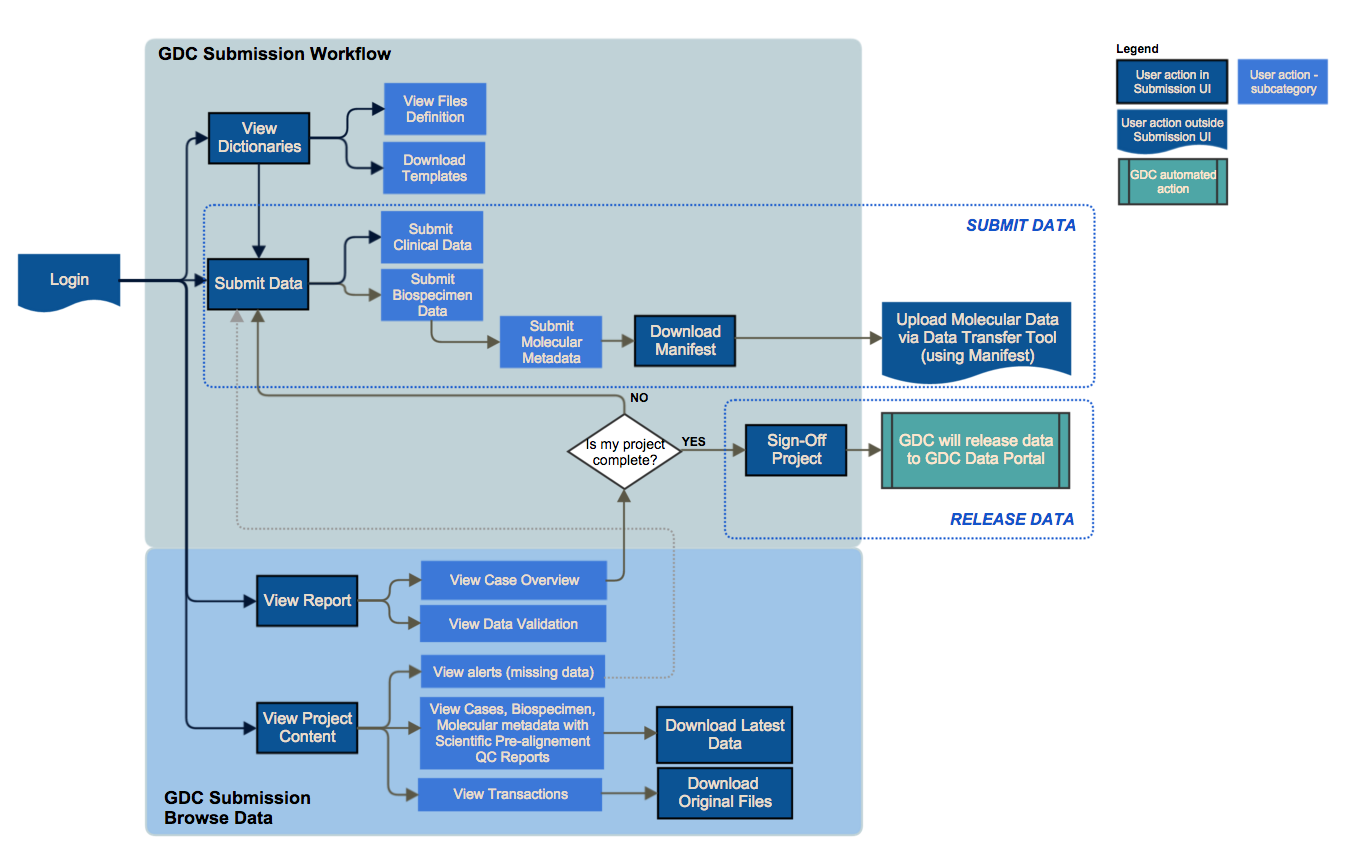 GDC Submission Workflow
Legend
User action in
Submission UI
User action -
subcategory
User action outside
Submission UI
GDC automated
action
View
Dictionaries
View Files
Definition
Download
Templates
SUBMIT DATA
Login
Submit Data
Submit
Clinical Data
Submit
Biospecimen
Data
Submit
Molecular
Metadata
Download
Manifest
Upload Molecular Data
via Data Transfer Tool
(using Manifest)
NO
Is my project
complete?
YES
Sign-Off
Project
GDC will release data
to GDC Data Portal
RELEASE DATA
View Report
View Case Overview
View Data Validation
View Project
Content
View alerts (missing data)
View Cases, Biospecimen,
Molecular metadata with
Scientific Pre-alignement
QC Reports
Download Latest
Data
View Transactions
Download
Original Files
GDC Submission
Browse Data